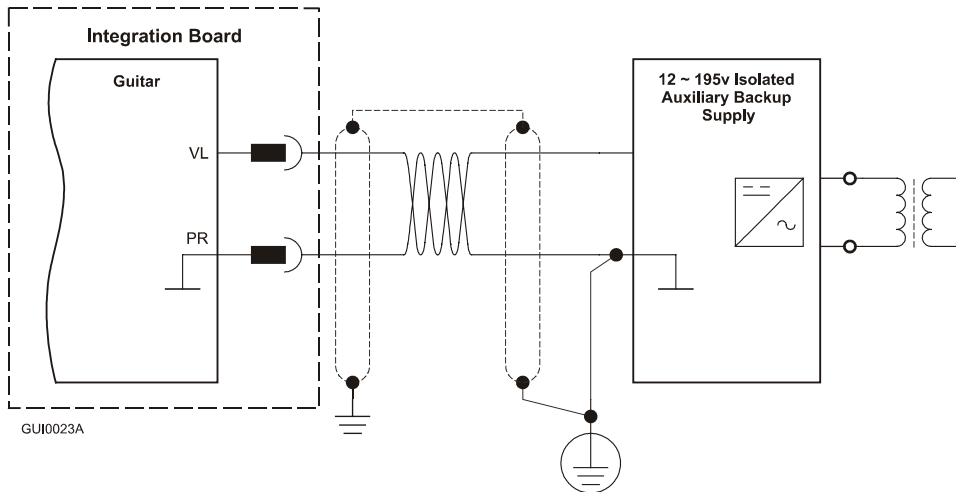 Integration Board
Guitar
12 ~ 195v Isolated
Auxiliary Backup
Supply
VL
PR
GUI0023A